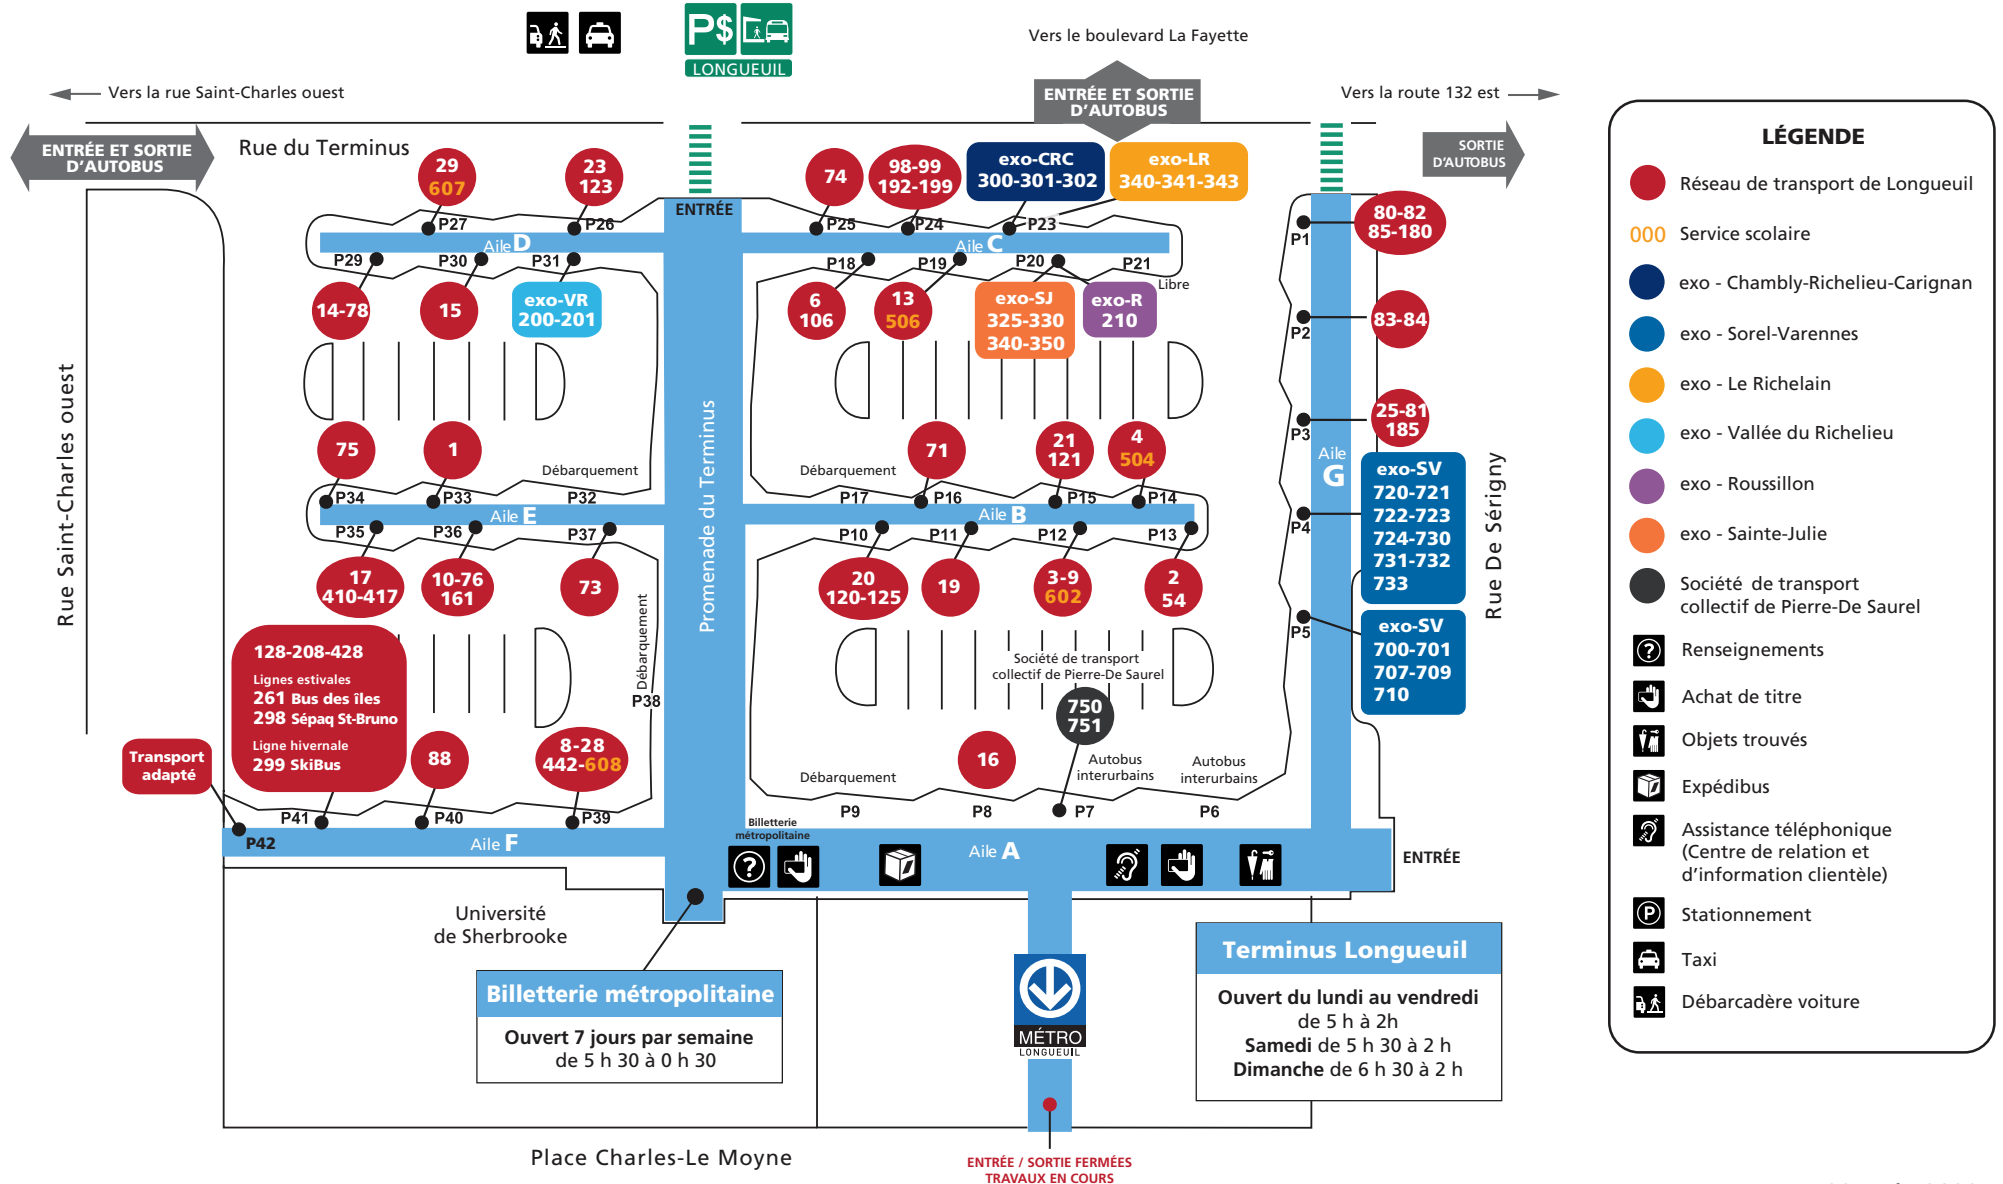 P$
LONGUEUIL
Vers le boulevard La Fayette
Vers la rue Saint-Charles ouest
ENTRÉE ET SORTIE
D'AUTOBUS
Vers la route 132 est
ENTRÉE ET SORTIE
D'AUTOBUS
Rue du Terminus
SORTIE
D'AUTOBUS
29
607
23
123
74
98-99
192-199
exo-CRC
300-301-302
exo-LR
340-341-343
ENTRÉE
80-82
85-180
P27
P26
P25
P24
P23
P1
Aile D
Aile C
P29
P30
P31
P18
P19
P20
P21
Libre
14-78
15
exo-VR
200-201
6
106
13
506
exo-SJ
325-330
340-350
exo-R
210
P2
83-84
Rue Saint-Charles ouest
Promenade du Terminus
25-81
185
P3
75
1
Débarquement
Débarquement
71
21
121
4
504
Aile
G
Rue De Sérigny
P34
P33
P32
P17
P16
P15
P14
Aile E
Aile B
P35
P36
P37
P10
P11
P12
P13
P4
exo-SV
720-721
722-723
724-730
731-732
733
17
410-417
10-76
161
73
20
120-125
19
3-9
602
2
54
P5
exo-SV
700-701
707-709
710
Débarquement
P38
128-208-428
Lignes estivales
261 Bus des îles
298 Sépaq St-Bruno
Ligne hivernale
299 SkiBus
Société de transport
collectif de Pierre-De Saurel
750
751
Transport
adapté
88
8-28
442-608
16
Débarquement
Autobus
interurbains
Autobus
interurbains
P42
P41
P40
P39
P9
P8
P7
P6
Billetterie
métropolitaine
Aile F
Aile A
ENTRÉE
Université
de Sherbrooke
Billetterie métropolitaine
Ouvert 7 jours par semaine
de 5 h 30 à 0 h 30
MÉTRO
LONGUEUIL
Terminus Longueuil
Ouvert du lundi au vendredi
de 5 h à 2h
Samedi de 5 h 30 à 2 h
Dimanche de 6 h 30 à 2 h
Place Charles-Le Moyne
ENTRÉE / SORTIE FERMÉES
TRAVAUX EN COURS
LÉGENDE
Réseau de transport de Longueuil
000 Service scolaire
exo - Chambly-Richelieu-Carignan
exo - Sorel-Varennes
exo - Le Richelain
exo - Vallée du Richelieu
exo - Roussillon
exo - Sainte-Julie
Société de transport
collectif de Pierre-De Saurel
Renseignements
Achat de titre
Objets trouvés
Expédibus
Assistance téléphonique
(Centre de relation et
d'information clientèle)
P Stationnement
Taxi
Débarcadère voiture